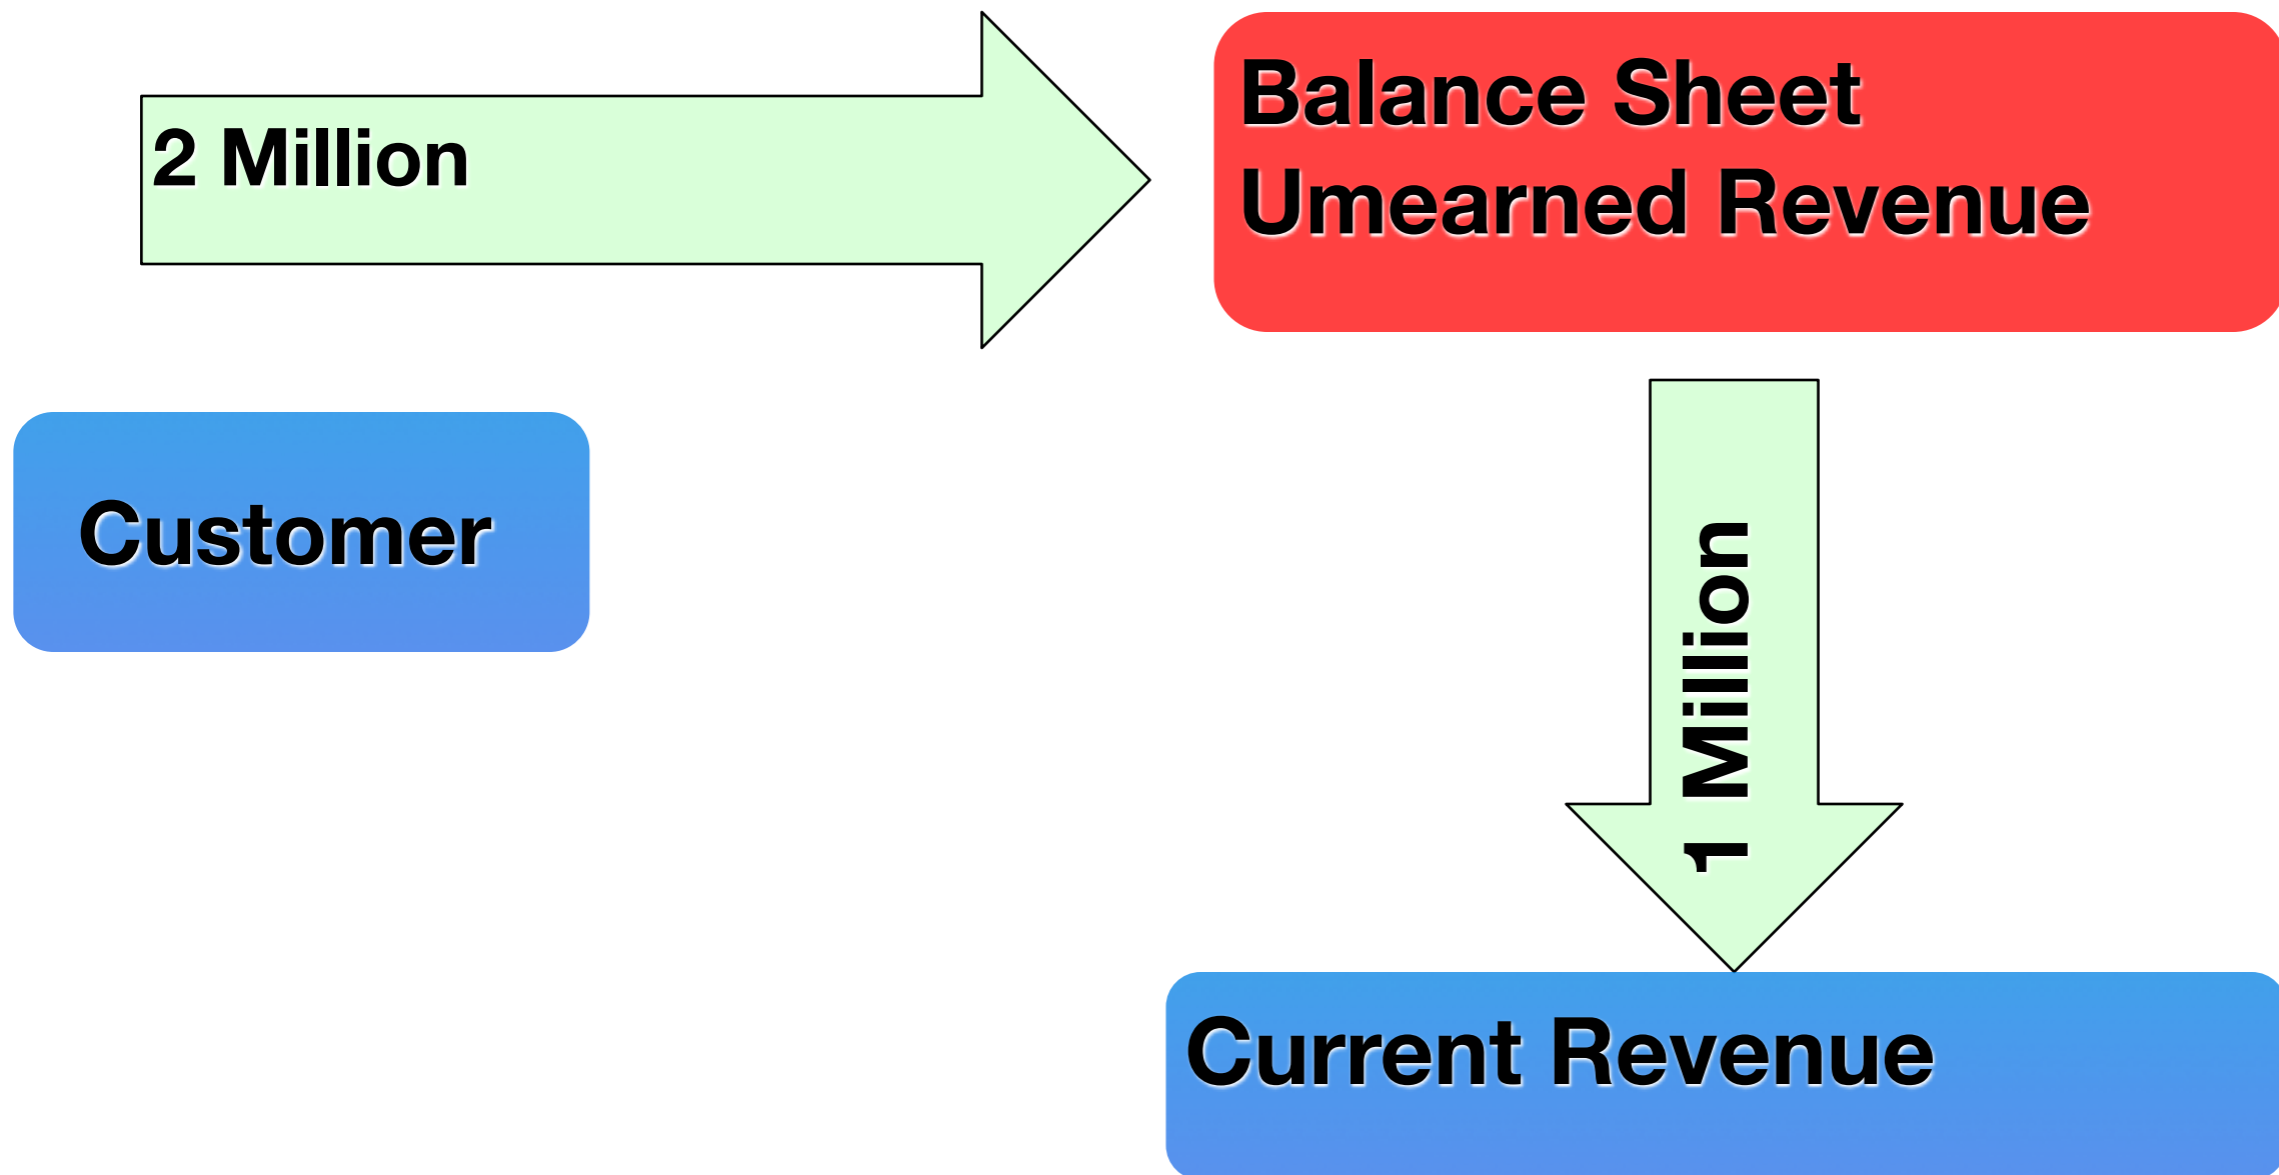 2 Million
Balance Sheet
Umearned Revenue
Customer
1 Million
Current Revenue